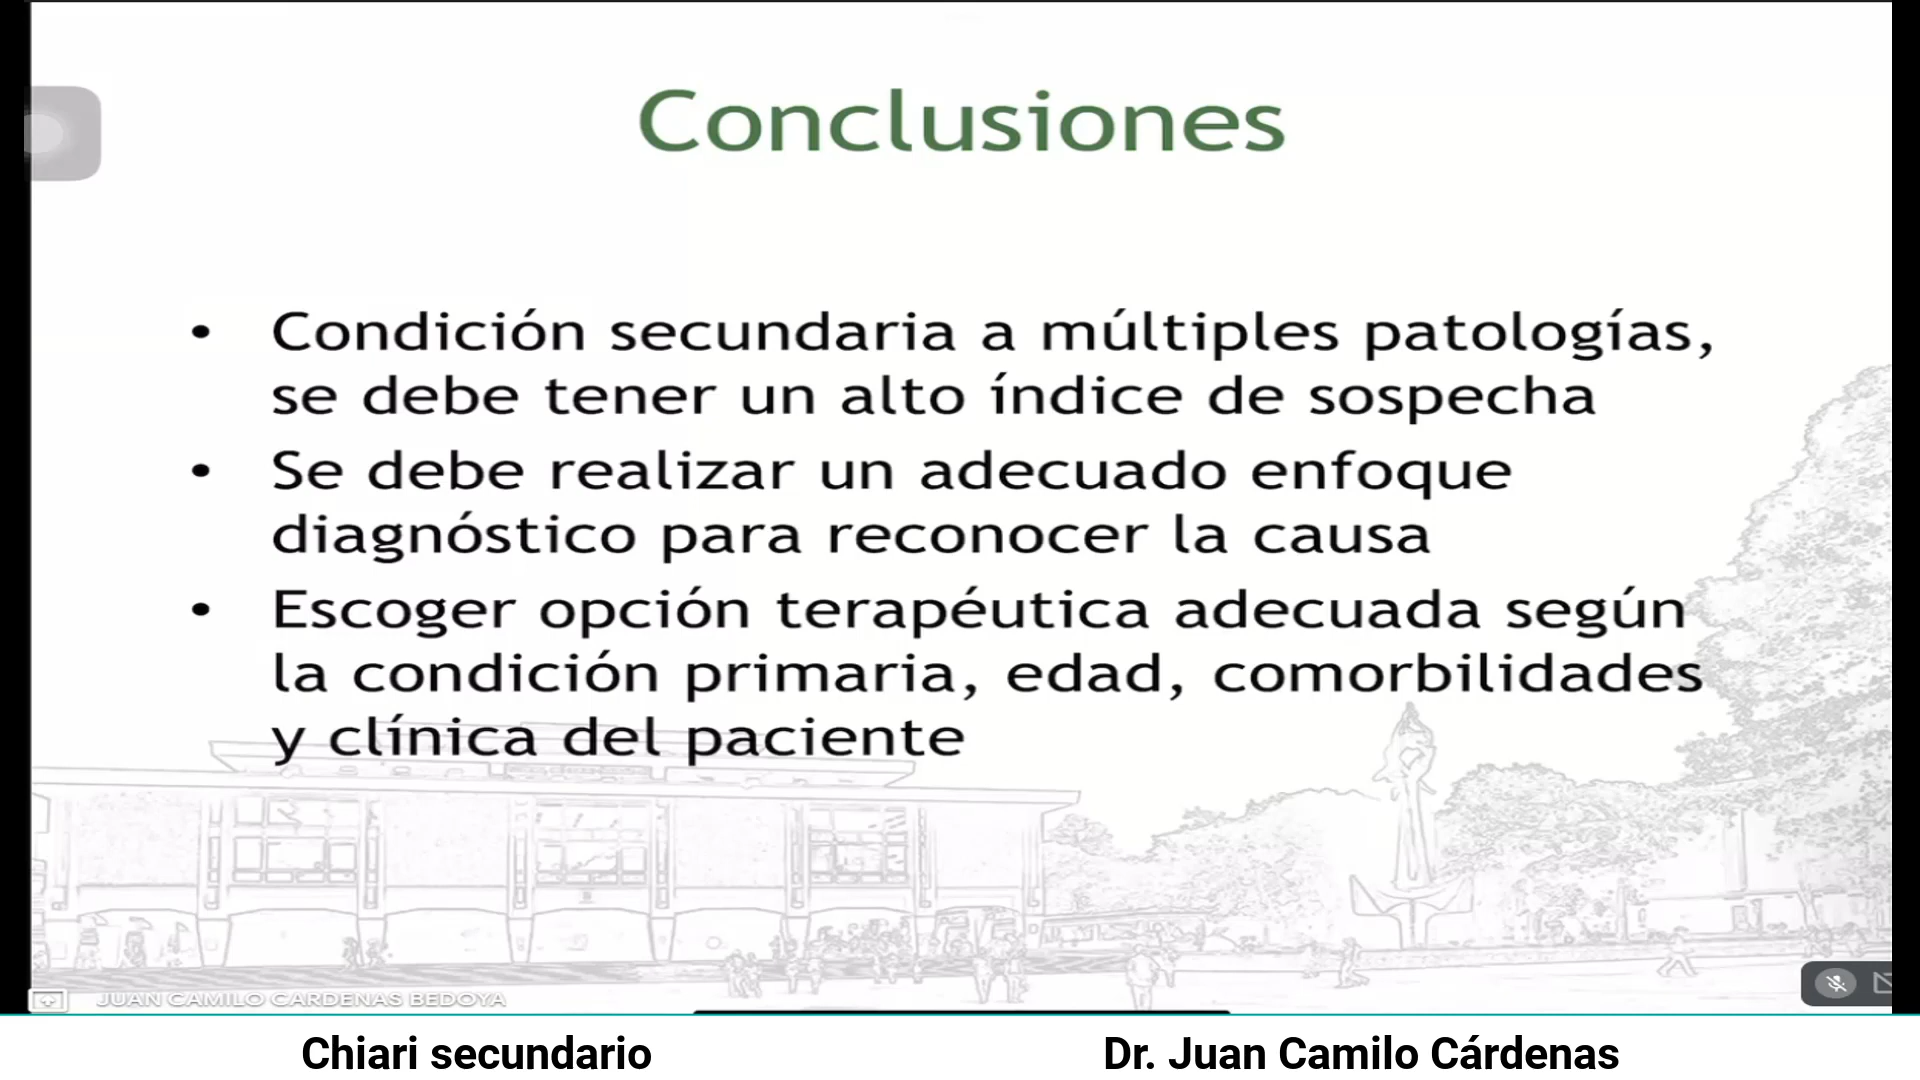 Conclusiones
• Condición secundaria a múltiples patologías,
se debe tener un alto índice de sospecha
• Se debe realizar un adecuado enfoque
diagnóstico para reconocer la causa
• Escoger opción terapéutica adecuada según
la condición primaria, edad, comorbilidades
y clínica del paciente
JUAN CAMILO CARDENAS BEDOYA
Chiari secundario
Dr. Juan Camilo Cárdenas